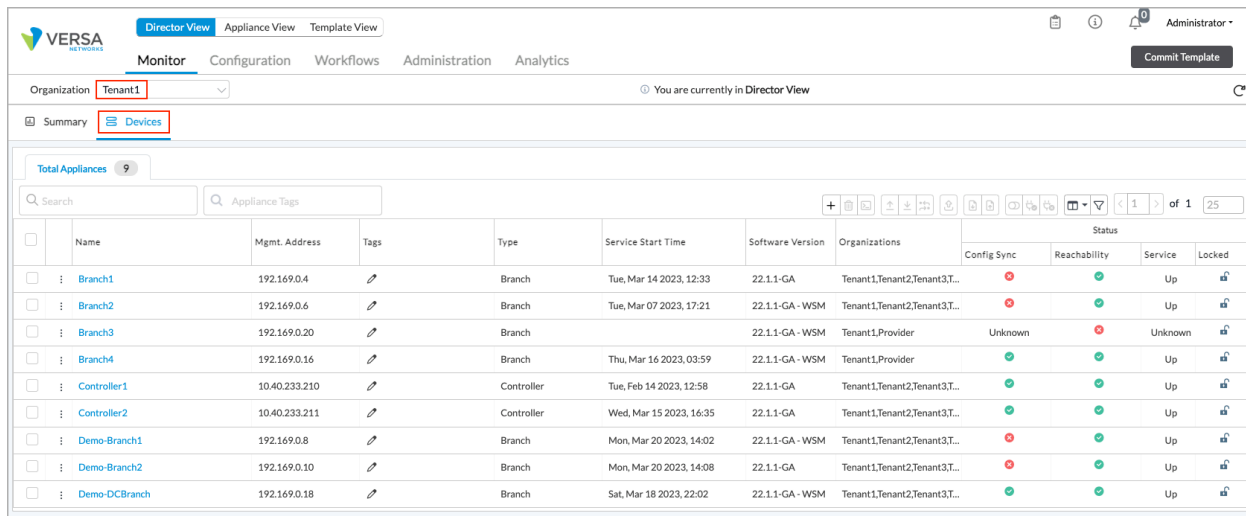 VERSA
NETWORKS
Director View Appliance View Template View
0
Administrator
Monitor Configuration Workflows Administration Analytics
Commit Template
Organization Tenant1
You are currently in Director View
Summary Devices
Total Appliances 9
Search
Appliance Tags
1 of 1 25
Name Mgmt. Address Tags Type Service Start Time Software Version Organizations Status
Config Sync Reachability Service Locked
Branch1 192.169.0.4 Branch Tue, Mar 14 2023, 12:33 22.1.1-GA Tenant1,Tenant2,Tenant3,T... Up
Branch2 192.169.0.6 Branch Tue, Mar 07 2023, 17:21 22.1.1-GA - WSM Tenant1,Tenant2,Tenant3,T... Up
Branch3 192.169.0.20 Branch 22.1.1-GA - WSM Tenant1,Provider Unknown Unknown
Branch4 192.169.0.16 Branch Thu, Mar 16 2023, 03:59 22.1.1-GA - WSM Tenant1,Provider Up
Controller1 10.40.233.210 Controller Tue, Feb 14 2023, 12:58 22.1.1-GA Tenant1,Tenant2,Tenant3,T... Up
Controller2 10.40.233.211 Controller Wed, Mar 15 2023, 16:35 22.1.1-GA Tenant1,Tenant2,Tenant3,T... Up
Demo-Branch1 192.169.0.8 Branch Mon, Mar 20 2023, 14:02 22.1.1-GA - WSM Tenant1,Tenant2,Tenant3,T... Up
Demo-Branch2 192.169.0.10 Branch Mon, Mar 20 2023, 14:08 22.1.1-GA Tenant1,Tenant2,Tenant3,T... Up
Demo-DCBranch 192.169.0.18 Branch Sat, Mar 18 2023, 22:02 22.1.1-GA - WSM Tenant1,Tenant2,Tenant3,T... Up